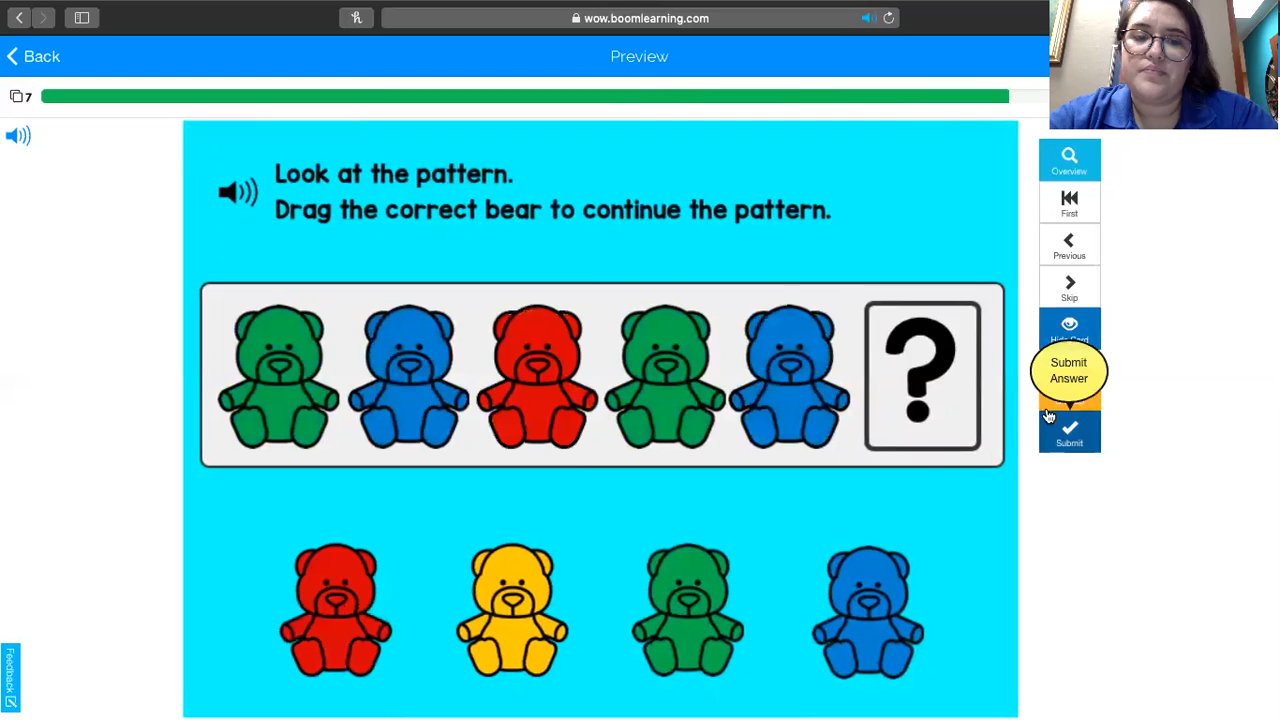 wow.boomlearning.com
Back
Preview
7
Look at the pattern.
Drag the correct bear to continue the pattern.
?
Overview
First
Previous
Skip
Submit
Answer
Submit
Feedback